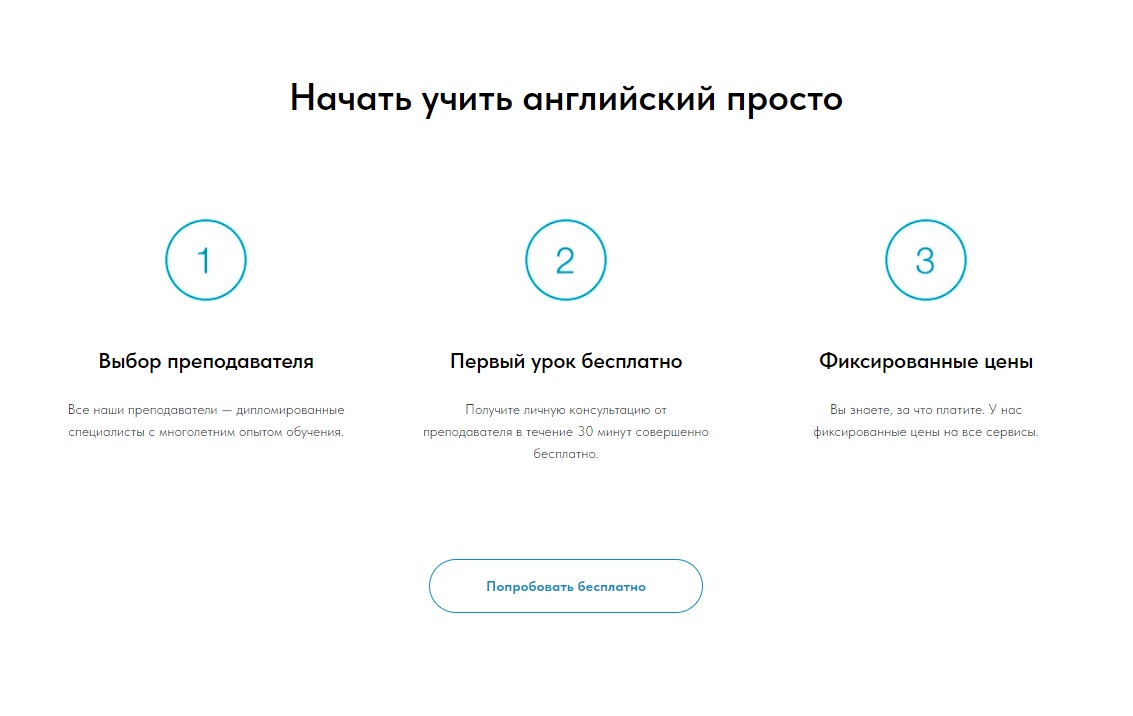 Начать учить английский просто
1
2
3
Выбор преподавателя
Все наши преподаватели — дипломированные
специалисты с многолетним опытом обучения.
Первый урок бесплатно
Получите личную консультацию от
преподавателя в течение 30 минут совершенно
бесплатно.
Фиксированные цены
Вы знаете, за что платите. У нас
фиксированные цены на все сервисы.
Попробовать бесплатно